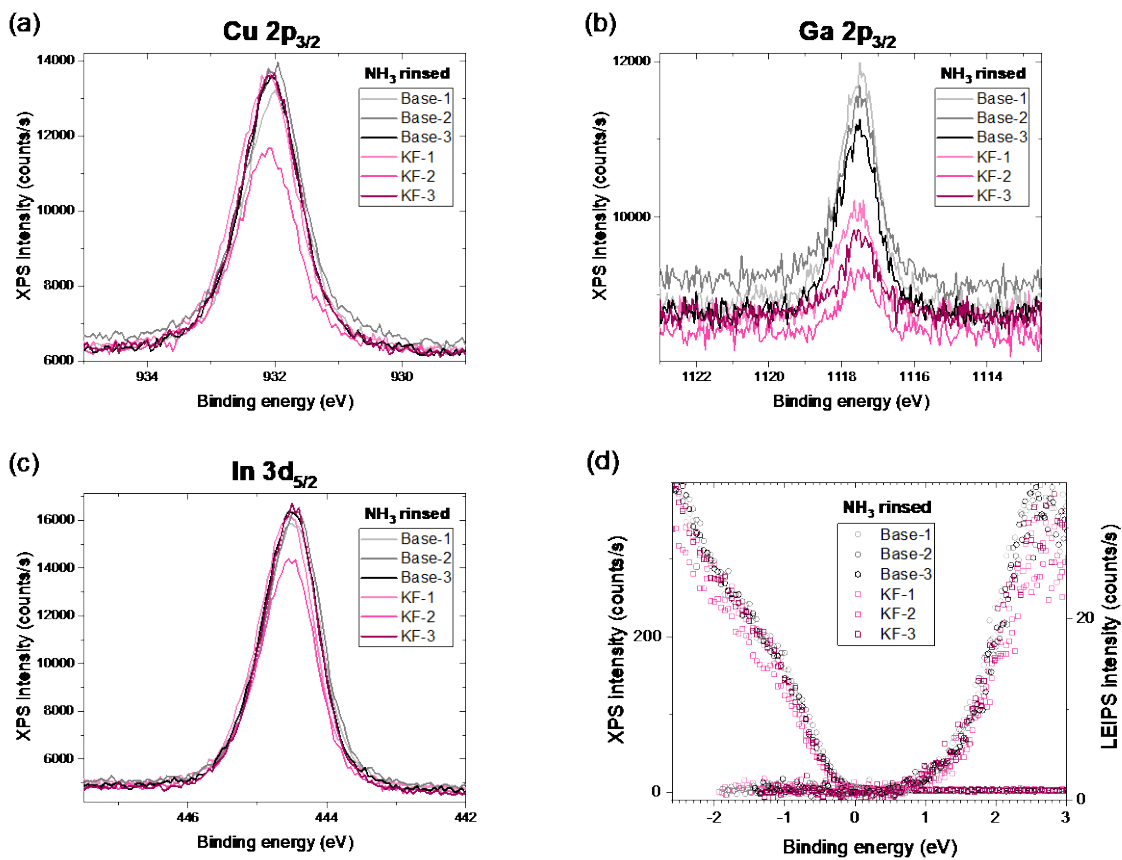 (a)
Cu 2p3/2
XPS Intensity (counts/s)
14000
12000
10000
8000
6000
934
932
930
Binding energy (eV)
NH3 rinsed
Base-1
Base-2
Base-3
KF-1
KF-2
KF-3
(b)
Ga 2p3/2
XPS Intensity (counts/s)
12000
10000
1122
1120
1118
1116
1114
Binding energy (eV)
NH3 rinsed
Base-1
Base-2
Base-3
KF-1
KF-2
KF-3
(c)
In 3d5/2
XPS Intensity (counts/s)
16000
14000
12000
10000
8000
6000
446
444
442
Binding energy (eV)
NH3 rinsed
Base-1
Base-2
Base-3
KF-1
KF-2
KF-3
(d)
XPS intensity (counts/s)
200
0
-2
-1
0
1
2
3
Binding energy (eV)
NH3 rinsed
Base-1
Base-2
Base-3
KF-1
KF-2
KF-3
20
0
LEIPS intensity (counts/s)